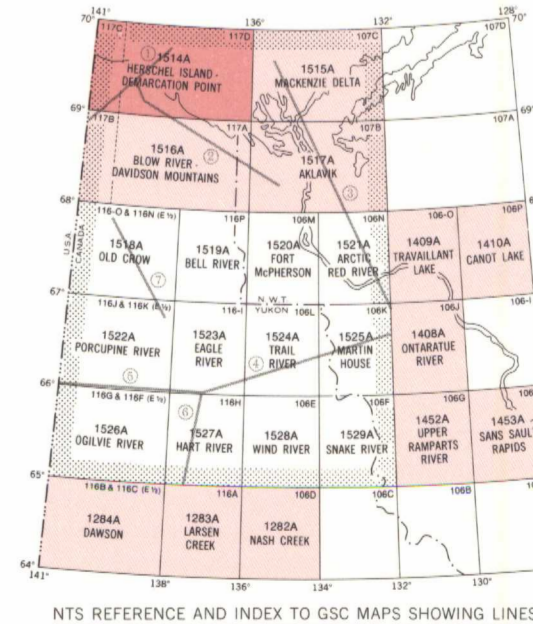 141° 136° 132° 128°
70° 117C 117D 107C 107D 70°
①
1514A
HERSCHEL ISLAND -
DEMARCATION POINT
1515A
MACKENZIE DELTA
69° 117B 117A 107B 107A 69°
1516A
BLOW RIVER -
DAVIDSON MOUNTAINS
②
1517A
AKLAVIK
③
68° 116-O & 116N (E ½) 116P 106M 106N 106-O 106P
U.S.A.
CANADA
1518A
OLD CROW
1519A
BELL RIVER
1520A
FORT
McPHERSON
1521A
ARCTIC
RED RIVER
1409A
TRAVAILLANT
LAKE
1410A
CANOT LAKE
⑦
67° 116J & 116K (E ½) 116-I N.W.T. 106L 106K 106J 106-I
YUKON
1522A
PORCUPINE RIVER
1523A
EAGLE
RIVER
1524A
TRAIL
RIVER
1525A
MARTIN
HOUSE
1408A
ONTARATUE
RIVER
④
⑤
66° 116G & 116F (E ½) 116H 106E 106F 106G
⑥
1526A
OGILVIE RIVER
1527A
HART RIVER
1528A
WIND RIVER
1529A
SNAKE RIVER
1452A
UPPER
RAMPARTS
RIVER
1453A
SANS SAULT
RAPIDS
65° 116B & 116C (E ½) 116A 106D 106C 106B
1284A
DAWSON
1283A
LARSEN
CREEK
1282A
NASH CREEK
64°
141° 138° 136° 134° 132° 130°
NTS REFERENCE AND INDEX TO GSC MAPS SHOWING LINES